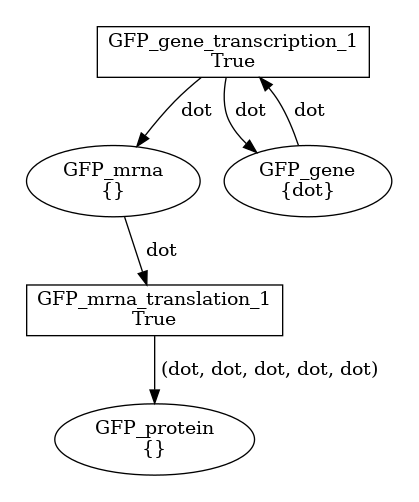 GFP_gene_transcription_1
True
dot
dot
dot
GFP_mrna
{}
GFP_gene
{dot}
dot
GFP_mrna_translation_1
True
(dot, dot, dot, dot, dot)
GFP_protein
{}